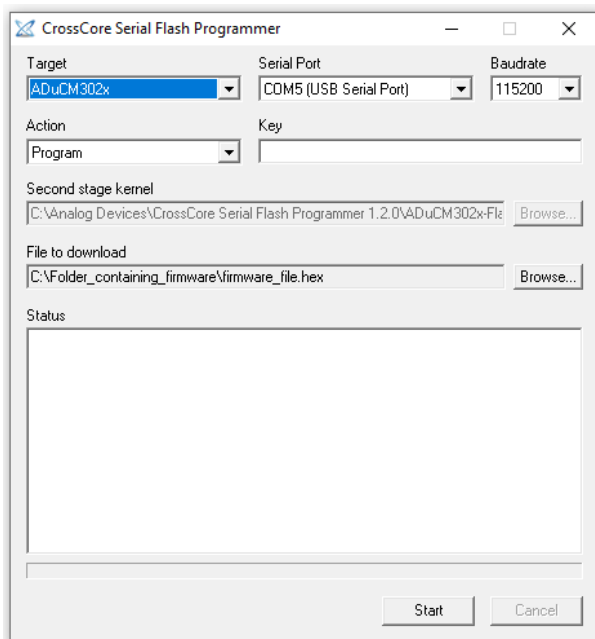 CrossCore Serial Flash Programmer
Target Serial Port Baudrate
ADuCM302x COM5 (USB Serial Port) 115200
Action Key
Program
Second stage kernel
C:\Analog Devices\CrossCore Serial Flash Programmer 1.2.0\ADuCM302x-Fla Browse...
File to download
C:\Folder_containing_firmware\firmware_file.hex Browse...
Status
Start Cancel